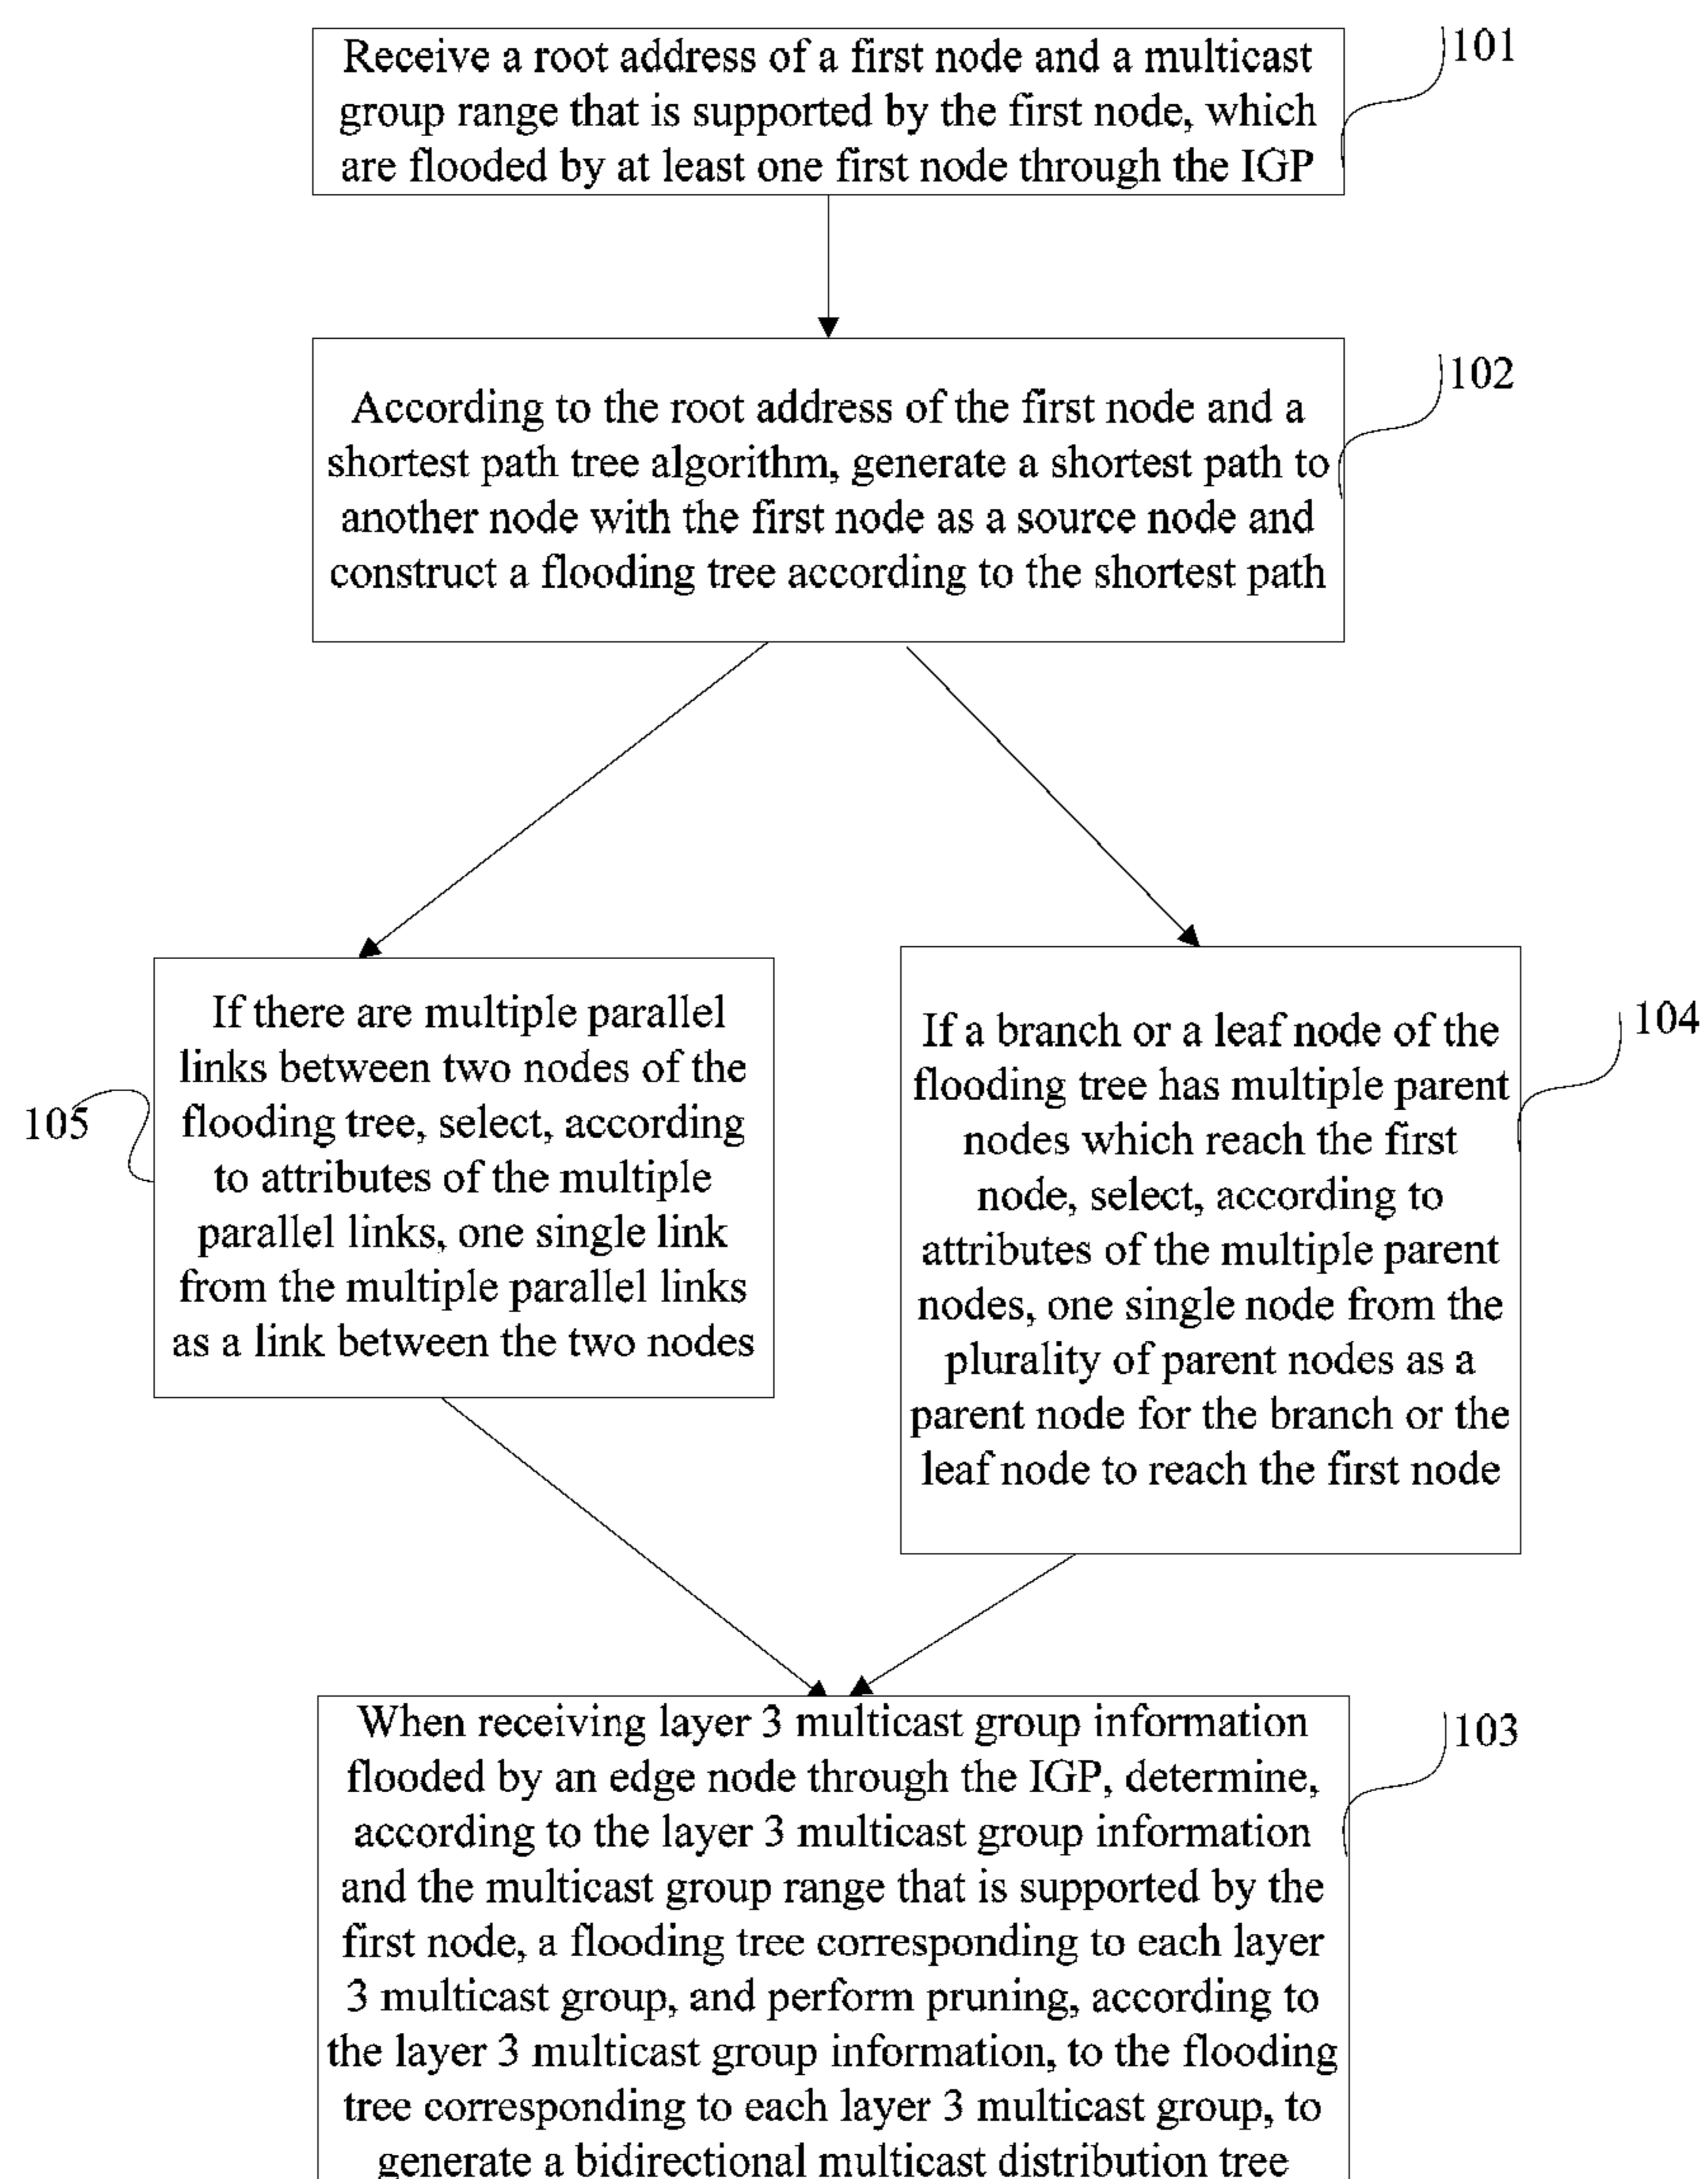 Receive a root address of a first node and a multicast
group range that is supported by the first node, which
are flooded by at least one first node through the IGP
101
According to the root address of the first node and a
shortest path tree algorithm, generate a shortest path to
another node with the first node as a source node and
construct a flooding tree according to the shortest path
102
If there are multiple parallel
links between two nodes of the
flooding tree, select, according
to attributes of the multiple
parallel links, one single link
from the multiple parallel links
as a link between the two nodes
105
If a branch or a leaf node of the
flooding tree has multiple parent
nodes which reach the first
node, select, according to
attributes of the multiple parent
nodes, one single node from the
plurality of parent nodes as a
parent node for the branch or the
leaf node to reach the first node
104
When receiving layer 3 multicast group information
flooded by an edge node through the IGP, determine,
according to the layer 3 multicast group information
and the multicast group range that is supported by the
first node, a flooding tree corresponding to each layer
3 multicast group, and perform pruning, according to
the layer 3 multicast group information, to the flooding
tree corresponding to each layer 3 multicast group, to
generate a bidirectional multicast distribution tree
103